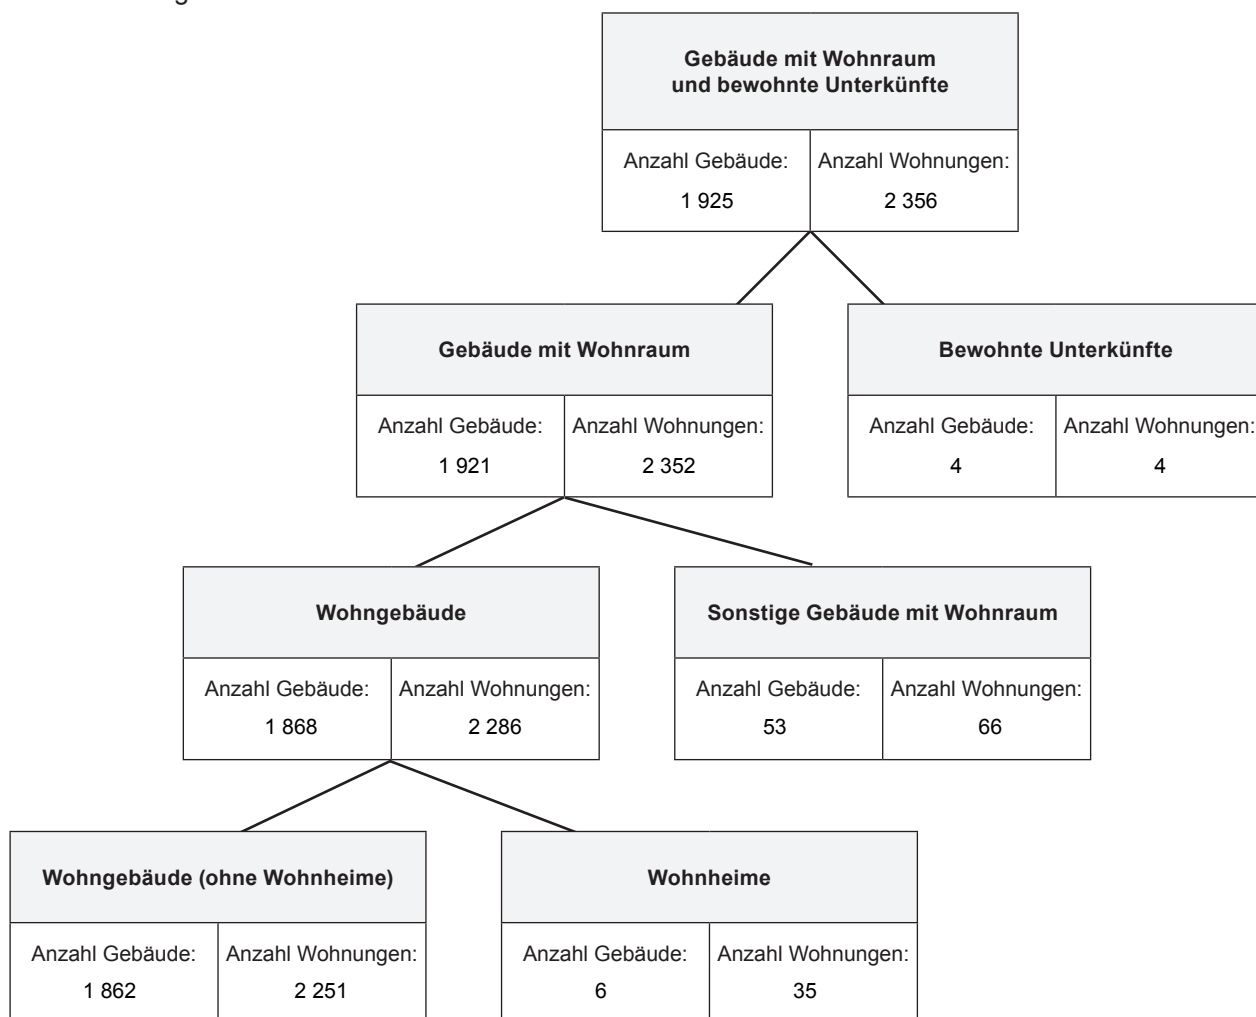 Gebäude mit Wohnraum
und bewohnte Unterkünfte
Anzahl Gebäude: Anzahl Wohnungen:
1 925 2 356
Gebäude mit Wohnraum
Anzahl Gebäude: Anzahl Wohnungen:
1 921 2 352
Bewohnte Unterkünfte
Anzahl Gebäude: Anzahl Wohnungen:
4 4
Wohngebäude
Anzahl Gebäude: Anzahl Wohnungen:
1 868 2 286
Sonstige Gebäude mit Wohnraum
Anzahl Gebäude: Anzahl Wohnungen:
53 66
Wohngebäude (ohne Wohnheime)
Anzahl Gebäude: Anzahl Wohnungen:
1 862 2 251
Wohnheime
Anzahl Gebäude: Anzahl Wohnungen:
6 35